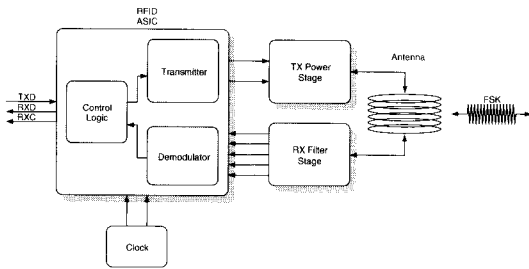 RFID
ASIC
Transmitter
TX Power
Stage
Antenna
TXD
RXD
RXC
Control
Logic
FSK
Demodulator
RX Filter
Stage
Clock